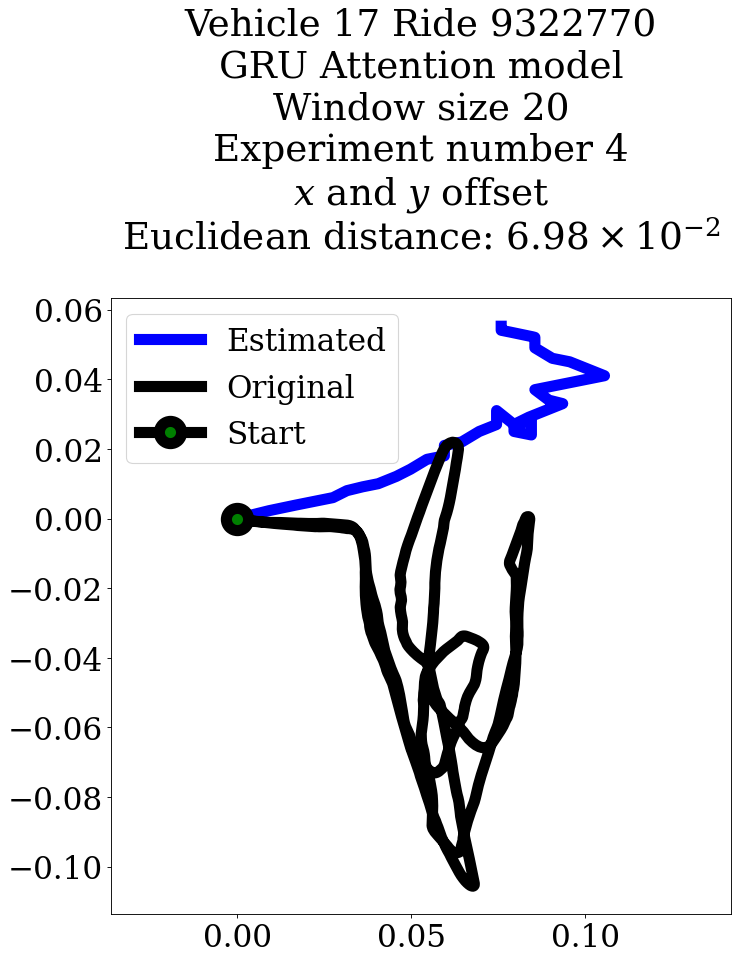 Vehicle 17 Ride 9322770
GRU Attention model
Window size 20
Experiment number 4
x and y offset
Euclidean distance: 6.98 × 10⁻²
Estimated
Original
Start
0.06
0.04
0.02
0.00
−0.02
−0.04
−0.06
−0.08
−0.10
0.00 0.05 0.10